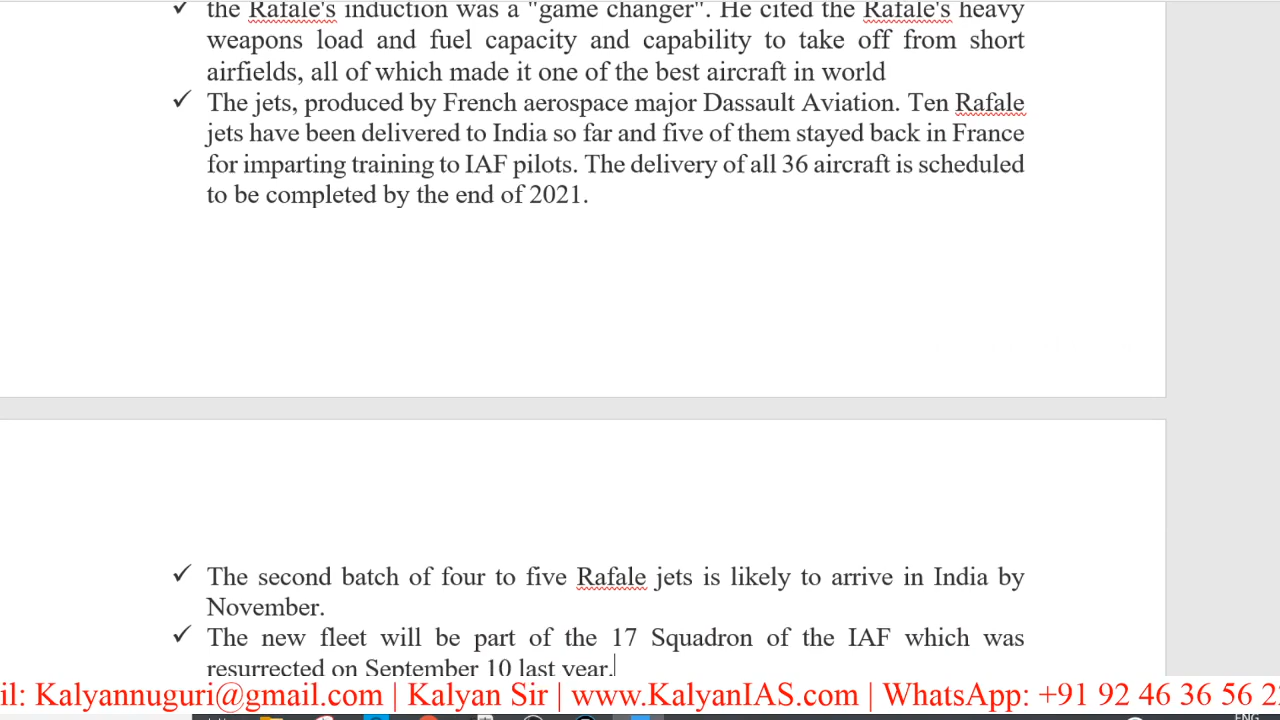 ✓ the Rafale's induction was a "game changer". He cited the Rafale's heavy
weapons load and fuel capacity and capability to take off from short
airfields, all of which made it one of the best aircraft in world
✓ The jets, produced by French aerospace major Dassault Aviation. Ten Rafale
jets have been delivered to India so far and five of them stayed back in France
for imparting training to IAF pilots. The delivery of all 36 aircraft is scheduled
to be completed by the end of 2021.
✓ The second batch of four to five Rafale jets is likely to arrive in India by
November.
✓ The new fleet will be part of the 17 Squadron of the IAF which was
resurrected on September 10 last year.
il: Kalyannuguri@gmail.com | Kalyan Sir | www.KalyanIAS.com | WhatsApp: +91 92 46 36 56 2
ENG